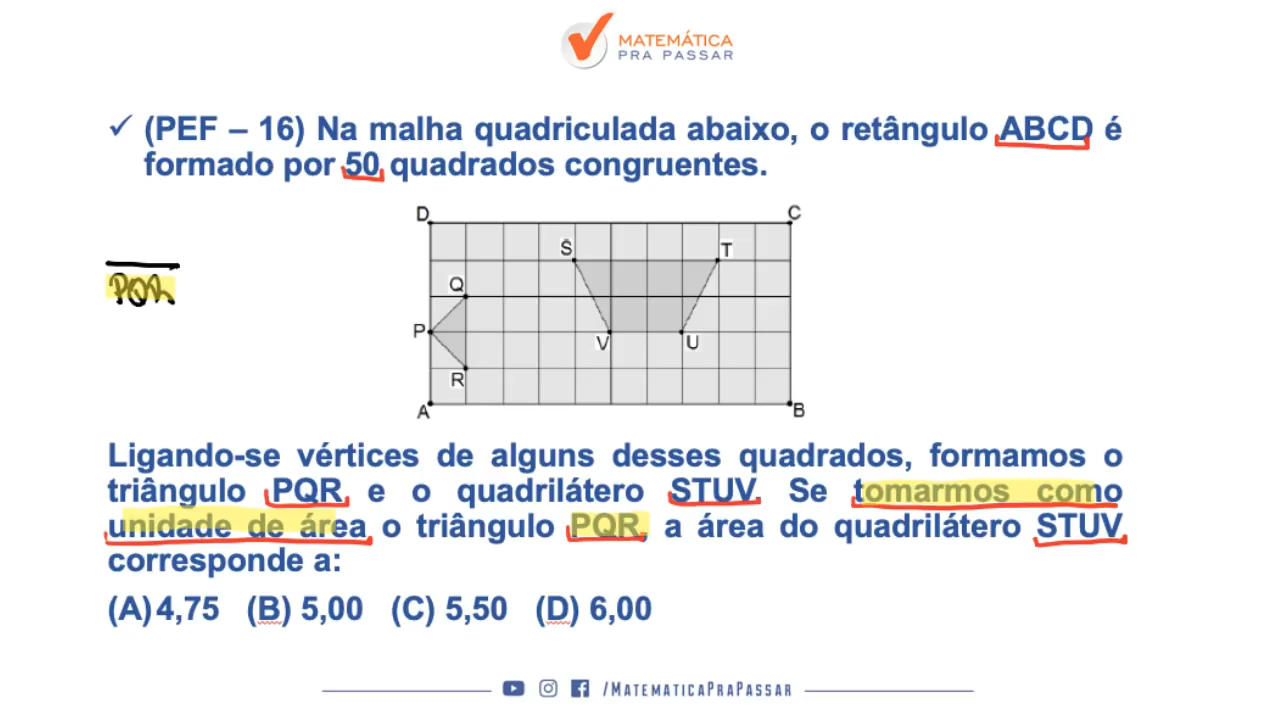 MATEMÁTICA
PRA PASSAR
✓ (PEF – 16) Na malha quadriculada abaixo, o retângulo ABCD é
formado por 50 quadrados congruentes.
D C
S T
PQR
Q
P
V U
R
A B
Ligando-se vértices de alguns desses quadrados, formamos o
triângulo PQR e o quadrilátero STUV. Se tomarmos como
unidade de área o triângulo PQR, a área do quadrilátero STUV
corresponde a:
(A) 4,75 (B) 5,00 (C) 5,50 (D) 6,00
/MATEMATICAPRAPASSAR